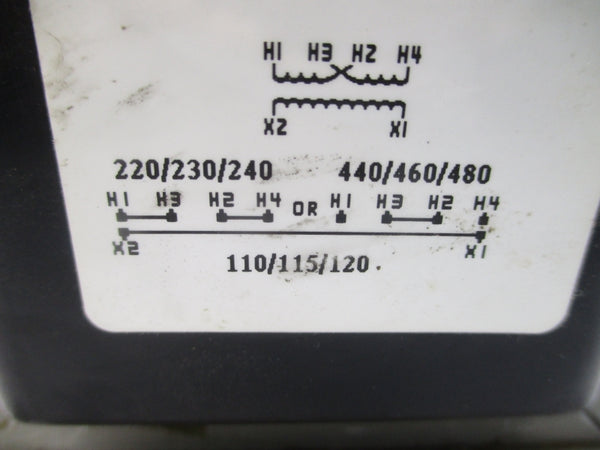 H1 H3 H2 H4
X2 X1
220/230/240 440/460/480
H1 H3 H2 H4 OR H1 H3 H2 H4
X2 X1
110/115/120